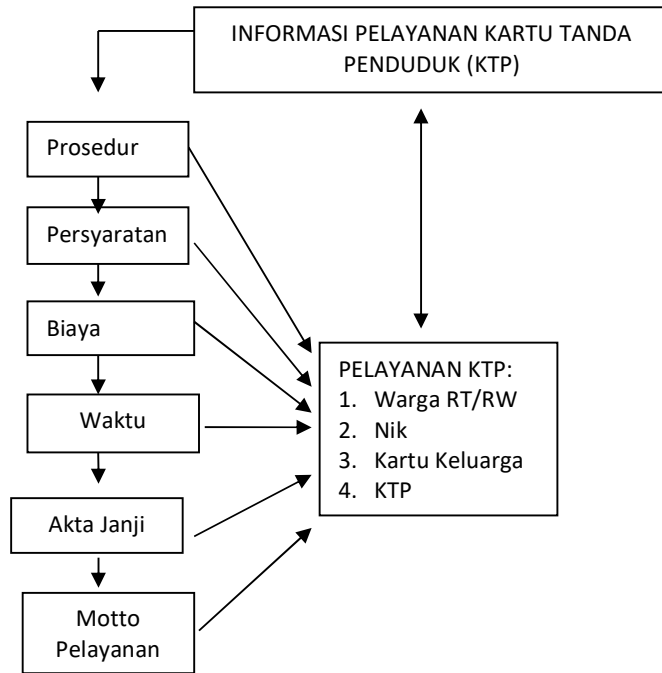 INFORMASI PELAYANAN KARTU TANDA
PENDUDUK (KTP)
Prosedur
Persyaratan
Biaya
Waktu
Akta Janji
Motto
Pelayanan
PELAYANAN KTP:
1. Warga RT/RW
2. Nik
3. Kartu Keluarga
4. KTP